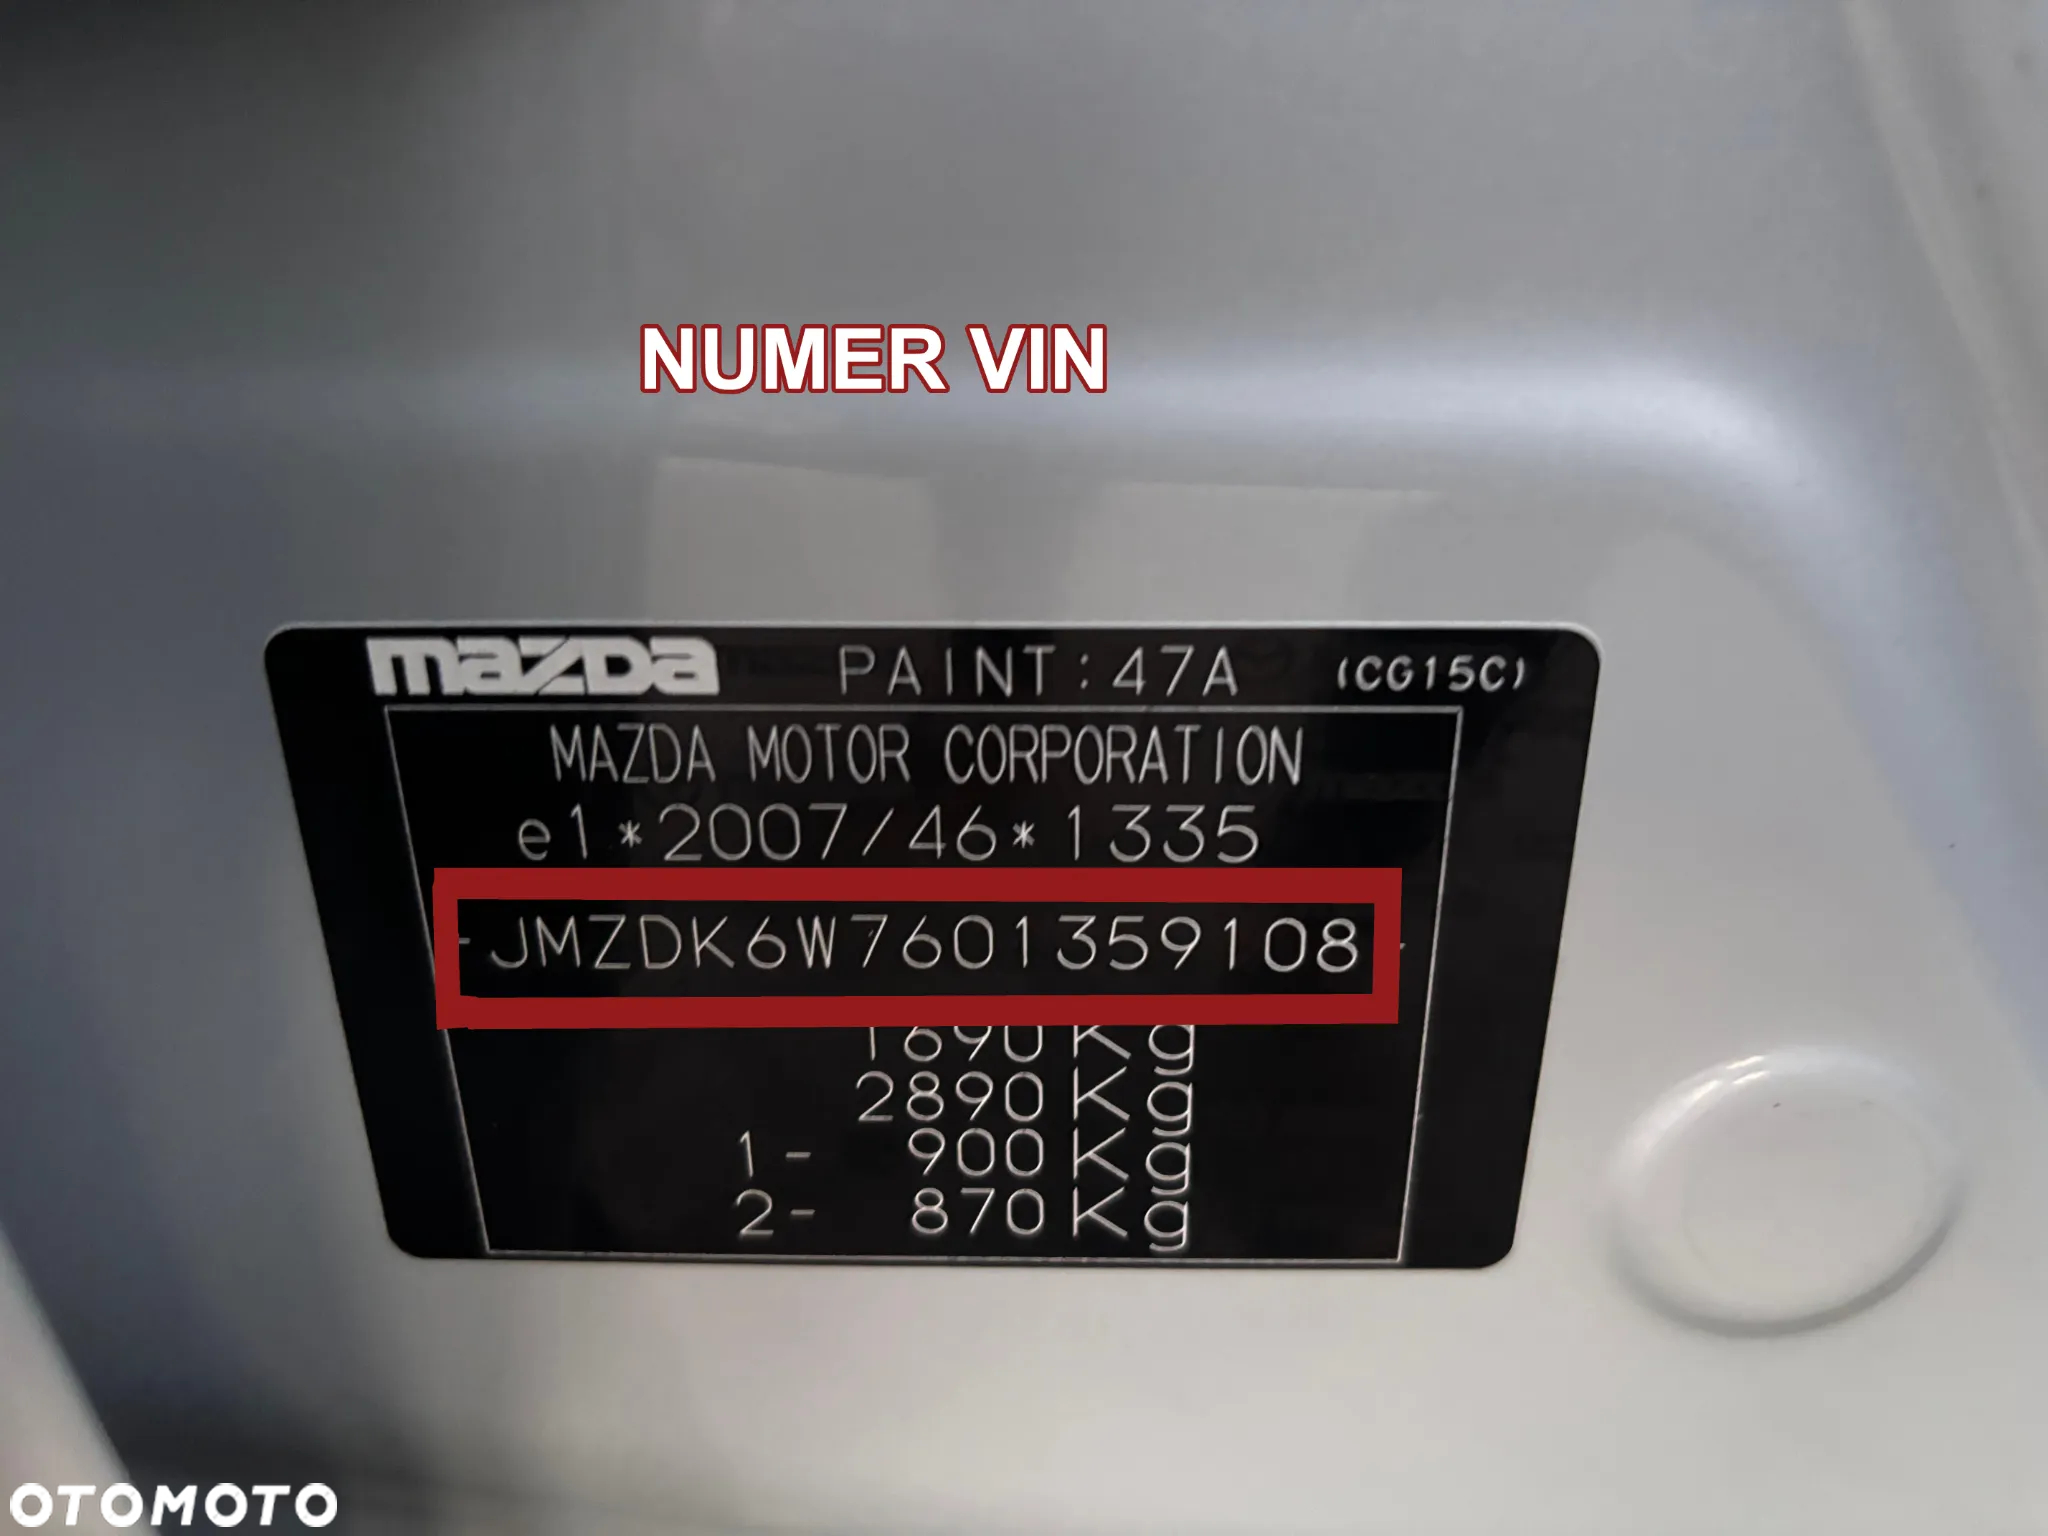 NUMER VIN
mazda PAINT:47A (CG15C)
MAZDA MOTOR CORPORATION
e1*2007/46*1335
-JMZDK6W7601359108-
1690Kg
2890Kg
1- 900Kg
2- 870Kg
OTOMOTO